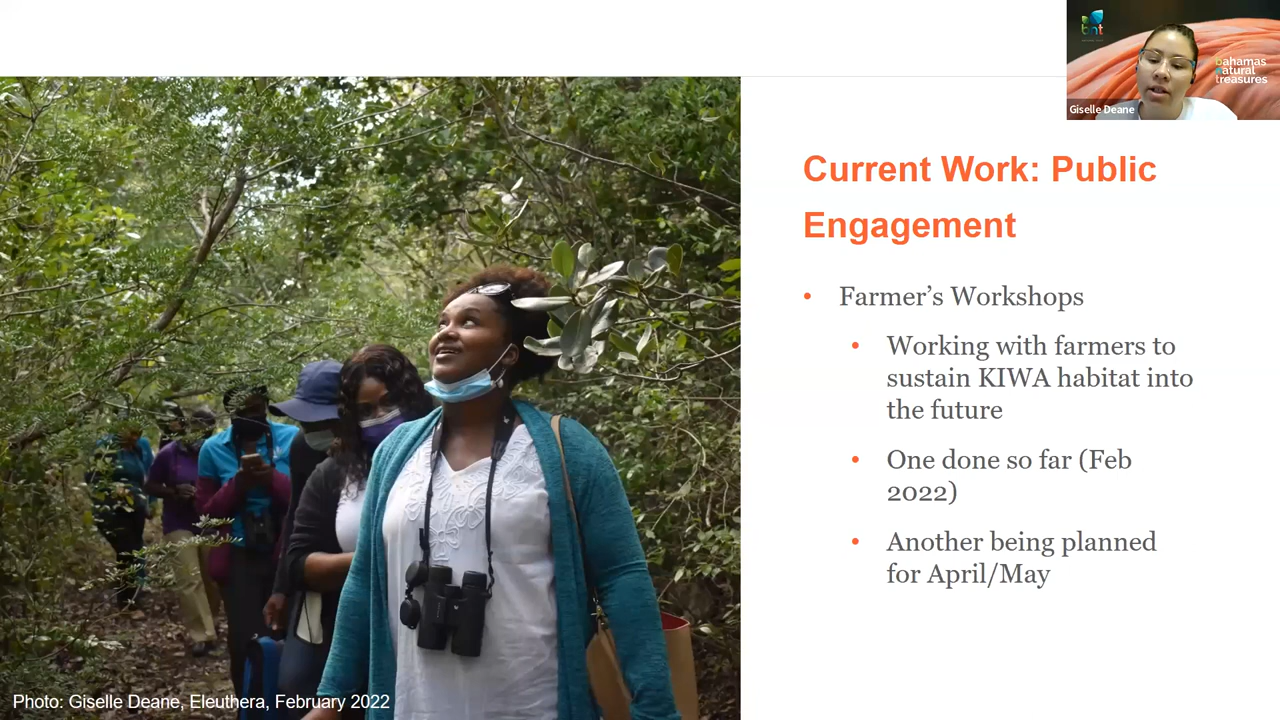 bnt
bahamas
natural
treasures
Giselle Deane
Current Work: Public
Engagement
• Farmer’s Workshops
• Working with farmers to
sustain KIWA habitat into
the future
• One done so far (Feb
2022)
• Another being planned
for April/May
Photo: Giselle Deane, Eleuthera, February 2022